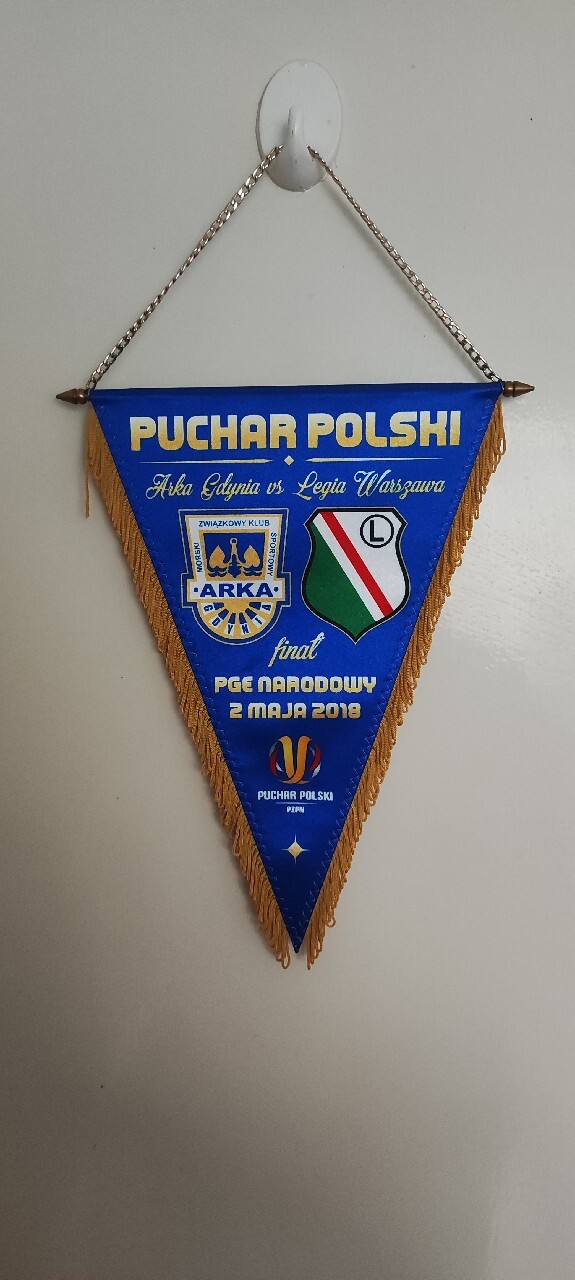 PUCHAR POLSKI
Arka Gdynia vs Legia Warszawa
ZWIĄZKOWY KLUB
MORSKI
SPORTOWY
ARKA
GDYNIA
L
finał
PGE NARODOWY
2 MAJA 2018
PUCHAR POLSKI
PZPN